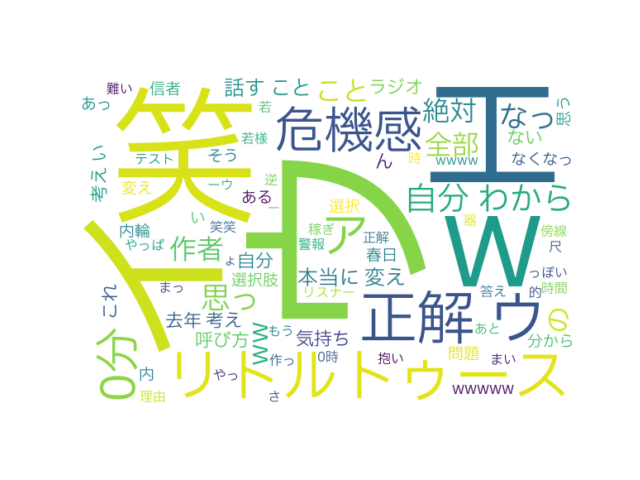 難い
信者
話す こと
こと
ラジオ
エ
あっ
笑
若
危機感
絶対
なっ
思う
若様
全部
ない
wwww
なくなっ
考え い
テスト
そう
ん
時
変え
ーウ
ある
逆
自分 わから
い
ー
選択
ア
w
内輪
笑笑
稼ぎ
正解
器
傍線
やっぱ
作者
警報
春日
尺
ト
ヒ
ょ
自分
本当に 変え
選択肢
リスナー
答え
っぽい
これ
まっ
思っ
正解
ゥ
の
的
時間
去年 考え
ww
もう
気持ち
あと
分から
0分
呼び方
作っ
0時
抱い
問題
まい
内
やっ
リトルトゥース
wwwww
理由
さ